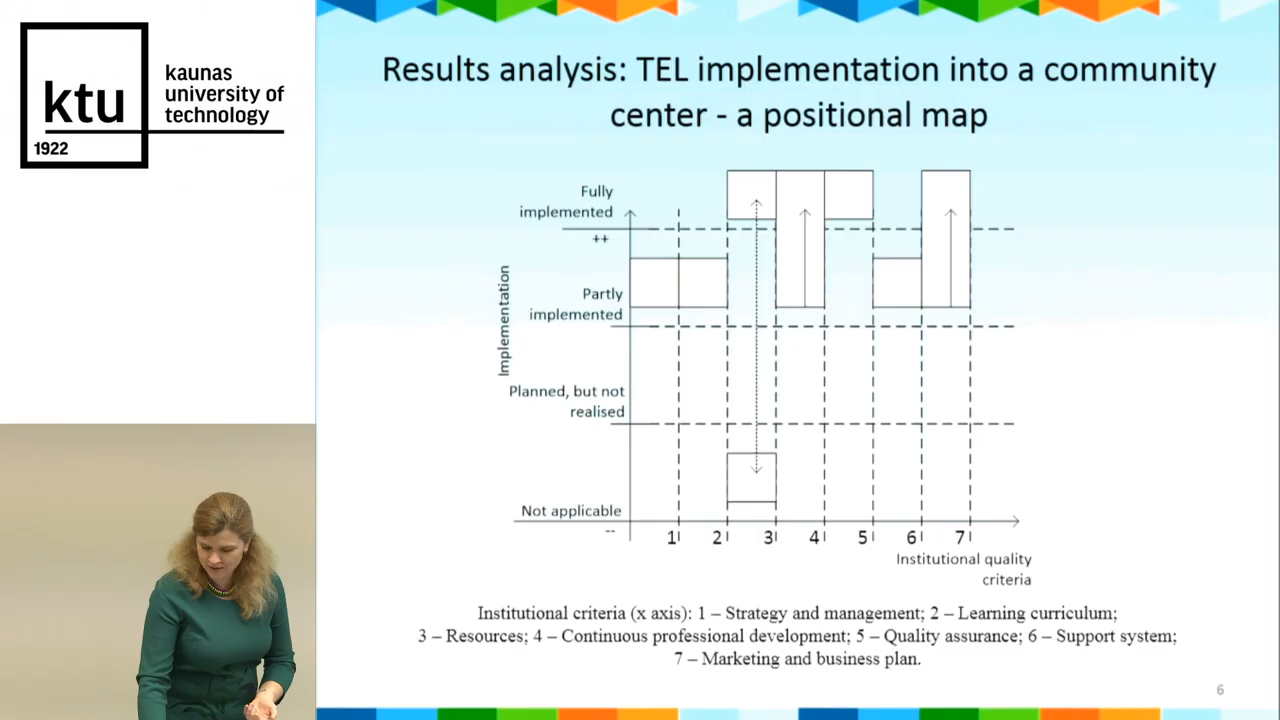 ktu
1922
kaunas
university of
technology
Results analysis: TEL implementation into a community
center - a positional map
Fully
implemented
++
Implementation
Partly
implemented
Planned, but not
realised
Not applicable
--
1 2 3 4 5 6 7
Institutional quality
criteria
Institutional criteria (x axis): 1 – Strategy and management; 2 – Learning curriculum;
3 – Resources; 4 – Continuous professional development; 5 – Quality assurance; 6 – Support system;
7 – Marketing and business plan.
6